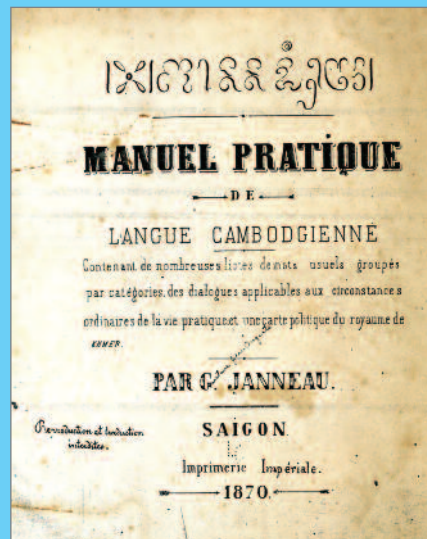 MANUEL PRATIQUE
DE
LANGUE CAMBODGIENNE
Contenant de nombreuses listes de mots usuels groupés
par catégories, des dialogues applicables aux circonstances
ordinaires de la vie pratique, et une carte politique du royaume de
KHMER.
PAR G. JANNEAU.
Reproduction et traduction
interdites.
SAÏGON
Imprimerie Impériale.
1870.